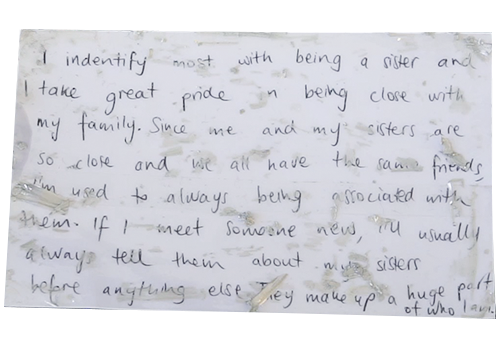 I indentify most with being a sister and
I take great pride in being close with
my family. Since me and my sisters are
so close and we all have the same friends,
I'm used to always being associated with
them. If I meet someone new, I'll usually
always tell them about my sisters
before anything else. They make up a huge part
of who I am.